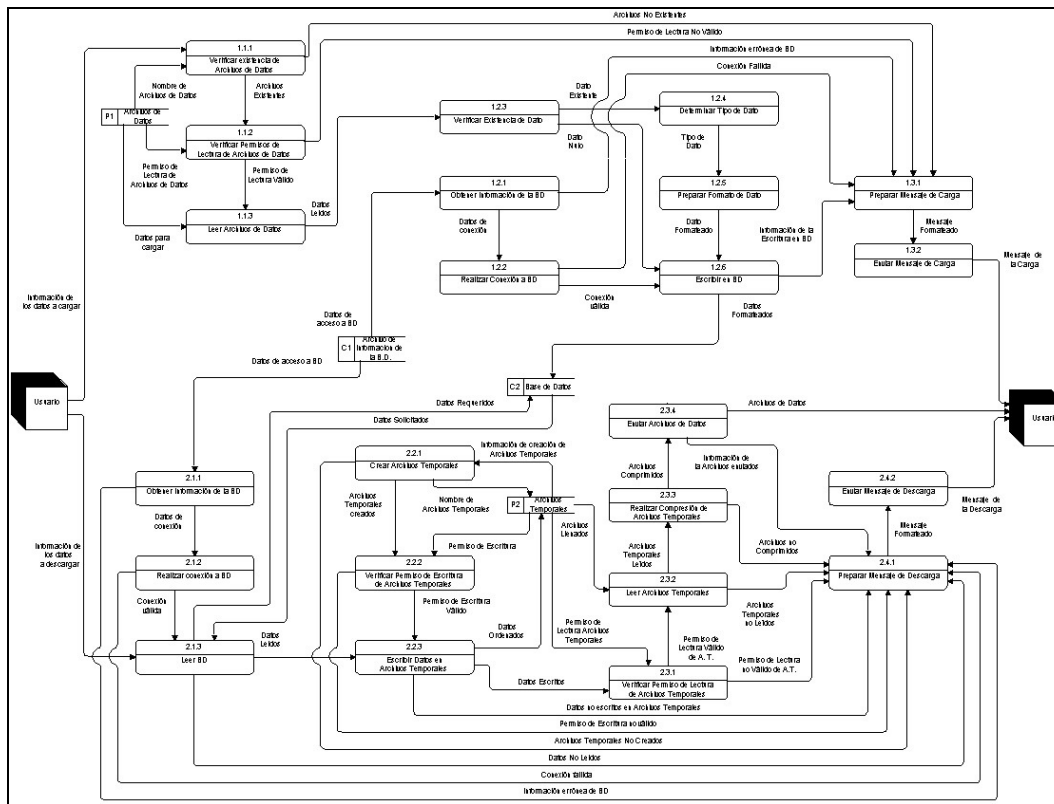 Archivos No Existentes
Permiso de Lectura No Válido
Información errónea de BD
Conexión Fallida
1.1.1
Verificar existencia de
Archivos de Datos
Nombre de
Archivos de Datos
Archivos
Existentes
P1
Archivos de
Datos
1.1.2
Verificar Permisos de
Lectura de Archivos de Datos
Permiso de
Lectura de
Archivos de Datos
Permiso de
Lectura Válido
1.1.3
Leer Archivos de Datos
Datos para
cargar
Datos
Leídos
1.2.3
Verificar Existencia de Dato
Dato
Existente
Dato
Nulo
1.2.4
Determinar Tipo de Dato
Tipo de
Dato
1.2.1
Obtener Información de la BD
1.2.5
Preparar Formato de Dato
1.3.1
Preparar Mensaje de Carga
Datos de
conexión
Dato
Formateado
Información de la
Escritura en BD
Mensaje
Formateado
1.2.2
Realizar Conexión a BD
1.2.6
Escribir en BD
1.3.2
Enviar Mensaje de Carga
Mensaje de
la Carga
Conexión
válida
Datos
Formateados
Información de
los datos a cargar
Datos de
acceso a BD
C1
Archivo de
Información de
la B.D.
Datos de acceso a BD
Usuario
C2
Base de Datos
Datos Requeridos
Datos Solicitados
Usuario
2.3.4
Enviar Archivos de Datos
Archivos de Datos
2.2.1
Crear Archivos Temporales
Información de creación de
Archivos Temporales
Información de
la Archivos enviados
2.1.1
Obtener Información de la BD
Archivos
Temporales
creados
Nombre de
Archivos Temporales
P2
Archivos
Temporales
Archivos
Comprimidos
2.3.3
Realizar Compresión de
Archivos Temporales
2.4.2
Enviar Mensaje de Descarga
Mensaje de
la Descarga
Datos de
conexión
Archivos
Llenados
Archivos no
Comprimidos
Mensaje
Formateado
Información de
los datos
a descargar
Permiso de Escritura
Archivos
Temporales
Leídos
2.1.2
Realizar conexión a BD
2.2.2
Verificar Permiso de Escritura
de Archivos Temporales
2.3.2
Leer Archivos Temporales
2.4.1
Preparar Mensaje de Descarga
Conexión
válida
Permiso de Escritura
Válido
Archivos
Temporales
no Leídos
Datos
Leídos
Datos
Ordenados
Permiso de
Lectura Archivos
Temporales
Permiso de
Lectura Válido
de A.T.
Permiso de Lectura
no Válido de A.T.
2.1.3
Leer BD
2.2.3
Escribir Datos en
Archivos Temporales
Datos Escritos
2.3.1
Verificar Permiso de Lectura
de Archivos Temporales
Datos no escritos en Archivos Temporales
Permiso de Escritura no válido
Archivos Temporales No Creados
Datos No Leídos
Conexión fallida
Información errónea de BD